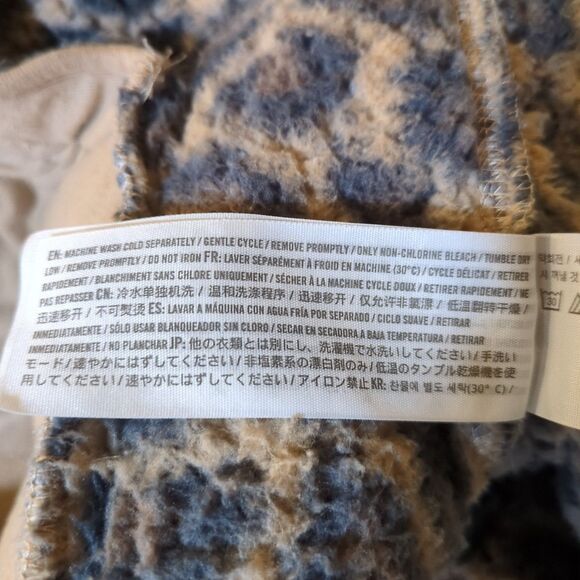 EN: MACHINE WASH COLD SEPARATELY / GENTLE CYCLE / REMOVE PROMPTLY / ONLY NON-CHLORINE BLEACH / TUMBLE DRY
LOW / REMOVE PROMPTLY / DO NOT IRON FR: LAVER SÉPARÉMENT À FROID EN MACHINE (30°C) / CYCLE DÉLICAT / RETIRER
RAPIDEMENT / BLANCHIMENT SANS CHLORE UNIQUEMENT / SÉCHER À LA MACHINE CYCLE DOUX / RETIRER RAPIDEMENT / NE
PAS REPASSER CN: 冷水单独机洗 / 温和洗涤程序 / 迅速移开 / 仅允许非氯漂 / 低温翻转干燥 /
迅速移开 / 不可熨烫 ES: LAVAR A MÁQUINA CON AGUA FRÍA POR SEPARADO / CICLO SUAVE / RETIRAR
INMEDIATAMENTE / SÓLO USAR BLANQUEADOR SIN CLORO / SECAR EN SECADORA A BAJA TEMPERATURA / RETIRAR
INMEDIATAMENTE / NO PLANCHAR JP: 他の衣類とは別にし、洗濯機で水洗いしてください / 手洗い
モード / 速やかにはずしてください / 非塩素系の漂白剤のみ / 低温のタンブル乾燥機を使
用してください / 速やかにはずしてください / アイロン禁止 KR: 찬물에 별도 세탁(30° C) /
30